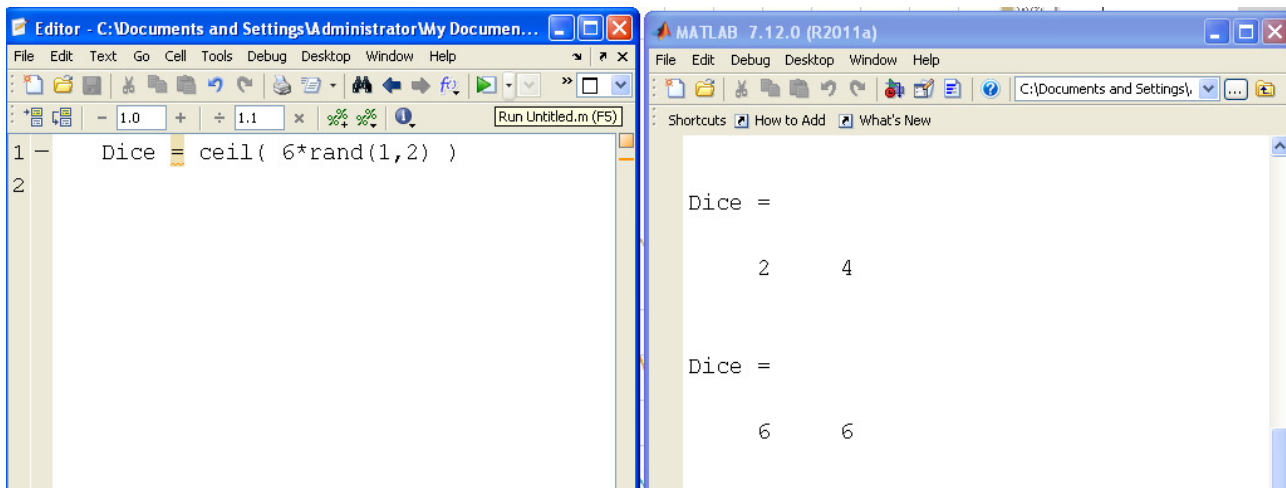 Editor - C:\Documents and Settings\Administrator\My Documen...
File Edit Text Go Cell Tools Debug Desktop Window Help
- 1.0 + ÷ 1.1 ×
Run Untitled.m (F5)
1 - Dice = ceil( 6*rand(1,2) )
2
MATLAB 7.12.0 (R2011a)
File Edit Debug Desktop Window Help
C:\Documents and Settings\
Shortcuts How to Add What's New
Dice =
2 4
Dice =
6 6